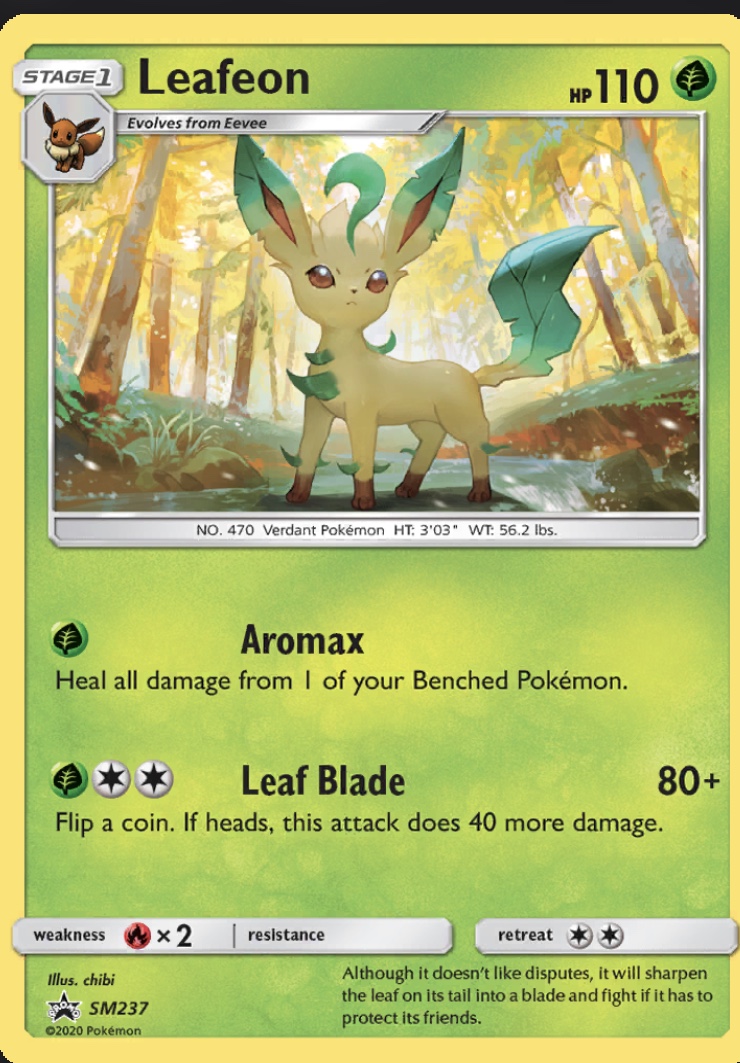 STAGE1 Leafeon HP110
Evolves from Eevee
NO. 470 Verdant Pokémon HT: 3'03" WT: 56.2 lbs.
Aromax
Heal all damage from 1 of your Benched Pokémon.
Leaf Blade 80+
Flip a coin. If heads, this attack does 40 more damage.
weakness ×2 resistance retreat
Illus. chibi
PROMO SM237
©2020 Pokémon
Although it doesn't like disputes, it will sharpen
the leaf on its tail into a blade and fight if it has to
protect its friends.